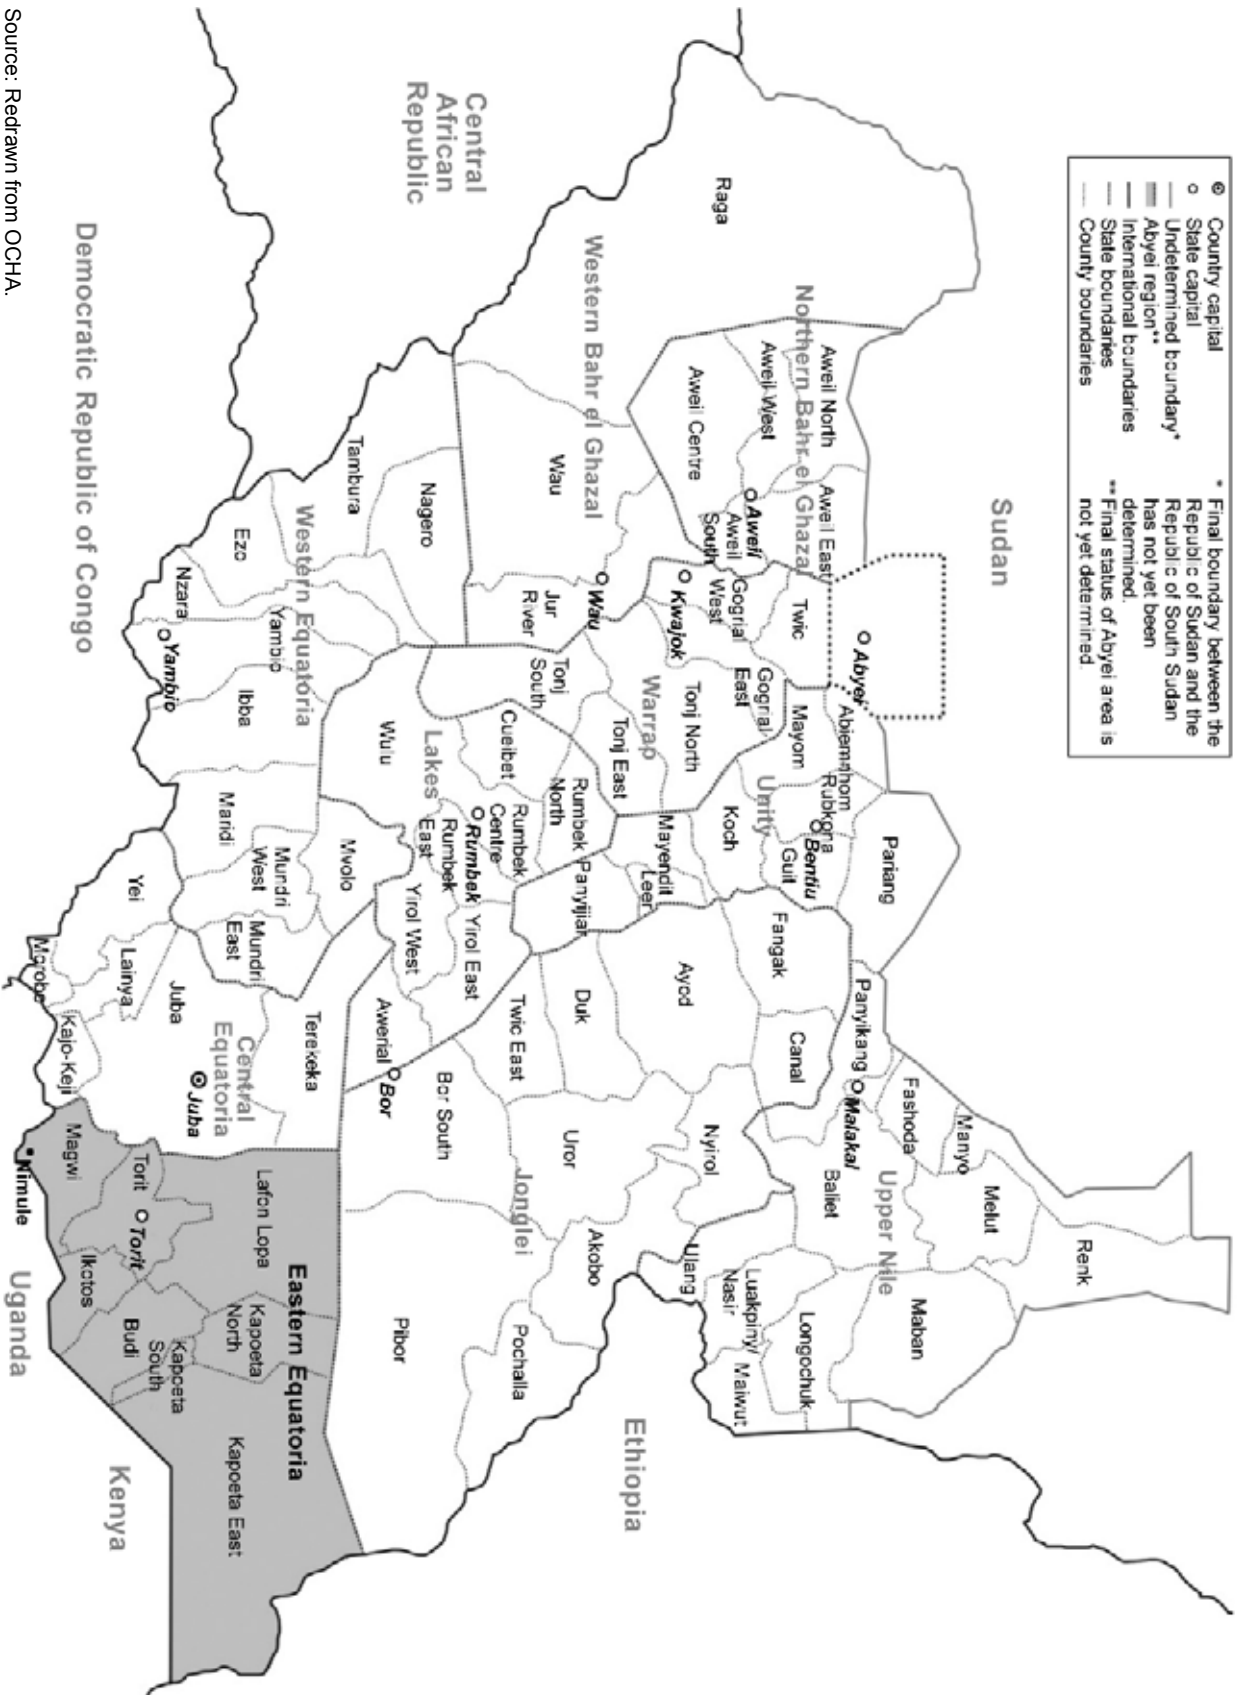 Country capital
State capital
Undetermined boundary*
Abyei region**
International boundaries
State boundaries
County boundaries
* Final boundary between the
Republic of Sudan and the
Republic of South Sudan
has not yet been
determined.
** Final status of Abyei area is
not yet determined.
Sudan
Renk
Manyo
Melut
Fashoda
Maban
Upper Nile
Malakal
Panyikang
Baliet
Longochuk
Luakpiny/
Nasir
Maiwut
Ulang
Abyei
Abiemnhom
Pariang
Rubkona
Bentiu
Guit
Mayom
Unity
Koch
Mayendit
Leer
Panyijiar
Fangak
Canal
Ayod
Nyirol
Duk
Uror
Akobo
Twic East
Jonglei
Pochalla
Bor South
Bor
Pibor
Ethiopia
Raga
Northern Bahr el Ghazal
Aweil North
Aweil West
Aweil East
Aweil Centre
Aweil
Aweil
South
Western Bahr el Ghazal
Wau
Wau
Jur
River
Twic
Gogrial
West
Gogrial
East
Kwajok
Warrap
Tonj North
Tonj East
Tonj
South
Central
African
Republic
Cueibet
Rumbek
North
Rumbek
Centre
Rumbek
Rumbek
East
Lakes
Wulu
Yirol East
Yirol West
Awerial
Nagero
Tambura
Western Equatoria
Ezo
Nzara
Yambio
Yambio
Ibba
Maridi
Mvolo
Mundri
West
Mundri
East
Terekeka
Central
Equatoria
Juba
Juba
Yei
Lainya
Morobo
Kajo-Keji
Eastern Equatoria
Lafon Lopa
Torit
Torit
Magwi
Ikotos
Budi
Kapoeta
North
Kapoeta
South
Kapoeta East
Nimule
Democratic Republic of Congo
Uganda
Kenya
Source: Redrawn from OCHA.